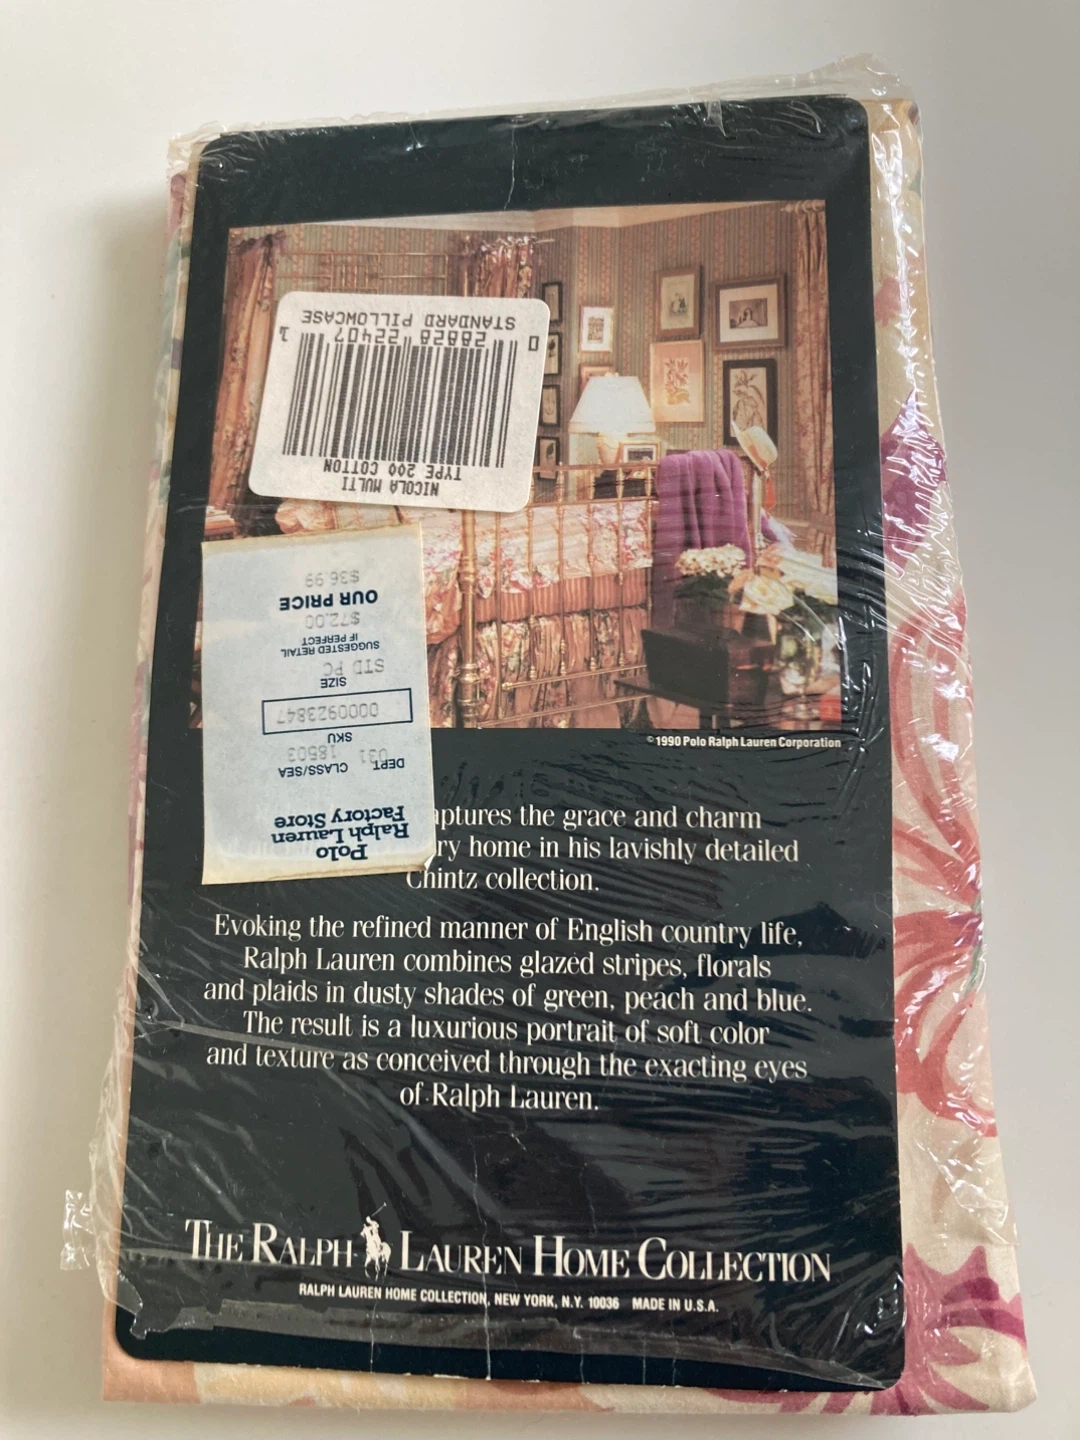 STANDARD PILLOWCASE
0 28828 22407 1
NICOLA MULTI
TYPE 200 COTTON
Polo
Ralph Lauren
Factory Store
DEPT CLASS/SEA
031 18503
SKU
0000923847
SIZE
STD PC
SUGGESTED RETAIL
IF PERFECT
$72.00
OUR PRICE
$36.99
©1990 Polo Ralph Lauren Corporation
the grace and charm
home in his lavishly detailed
Chintz collection.
Evoking the refined manner of English country life,
Ralph Lauren combines glazed stripes, florals
and plaids in dusty shades of green, peach and blue.
The result is a luxurious portrait of soft color
and texture as conceived through the exacting eyes
of Ralph Lauren.
THE RALPH LAUREN HOME COLLECTION
RALPH LAUREN HOME COLLECTION, NEW YORK, N.Y. 10036 MADE IN U.S.A.